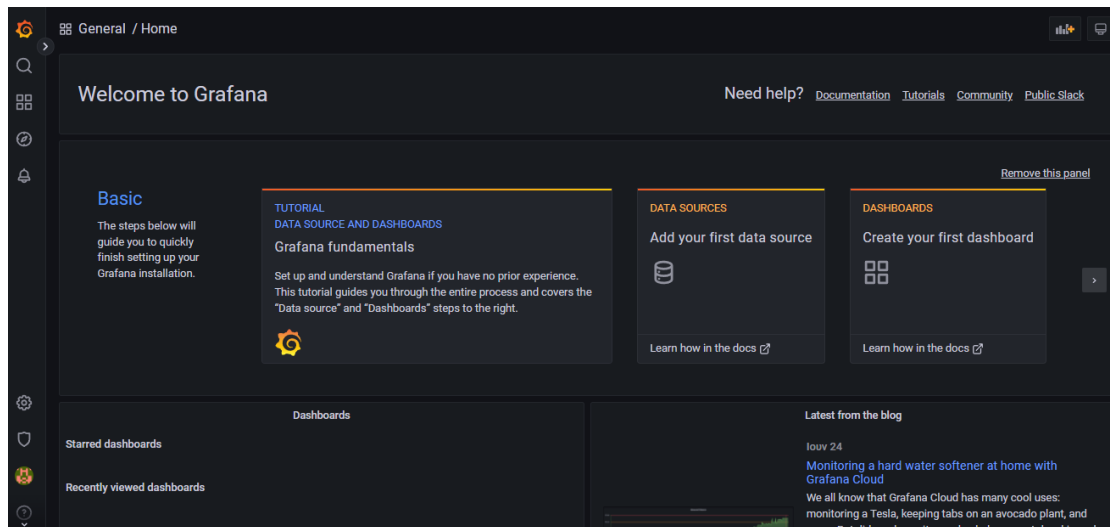 General / Home
Welcome to Grafana
Need help? Documentation Tutorials Community Public Slack
Remove this panel
Basic
The steps below will
guide you to quickly
finish setting up your
Grafana installation.
TUTORIAL
DATA SOURCE AND DASHBOARDS
Grafana fundamentals
Set up and understand Grafana if you have no prior experience.
This tutorial guides you through the entire process and covers the
“Data source” and “Dashboards” steps to the right.
DATA SOURCES
Add your first data source
Learn how in the docs
DASHBOARDS
Create your first dashboard
Learn how in the docs
Dashboards
Starred dashboards
Recently viewed dashboards
Latest from the blog
Ιουν 24
Monitoring a hard water softener at home with
Grafana Cloud
We all know that Grafana Cloud has many cool uses:
monitoring a Tesla, keeping tabs on an avocado plant, and